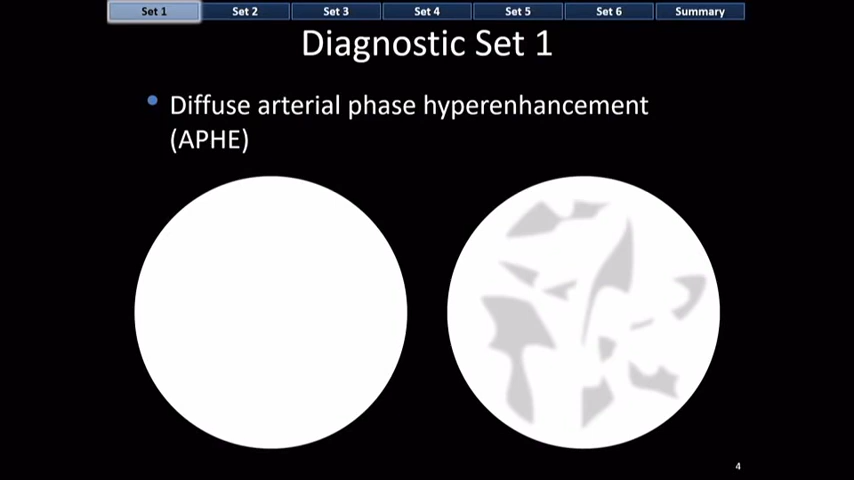 Set 1 Set 2 Set 3 Set 4 Set 5 Set 6 Summary
Diagnostic Set 1
• Diffuse arterial phase hyperenhancement
(APHE)
4